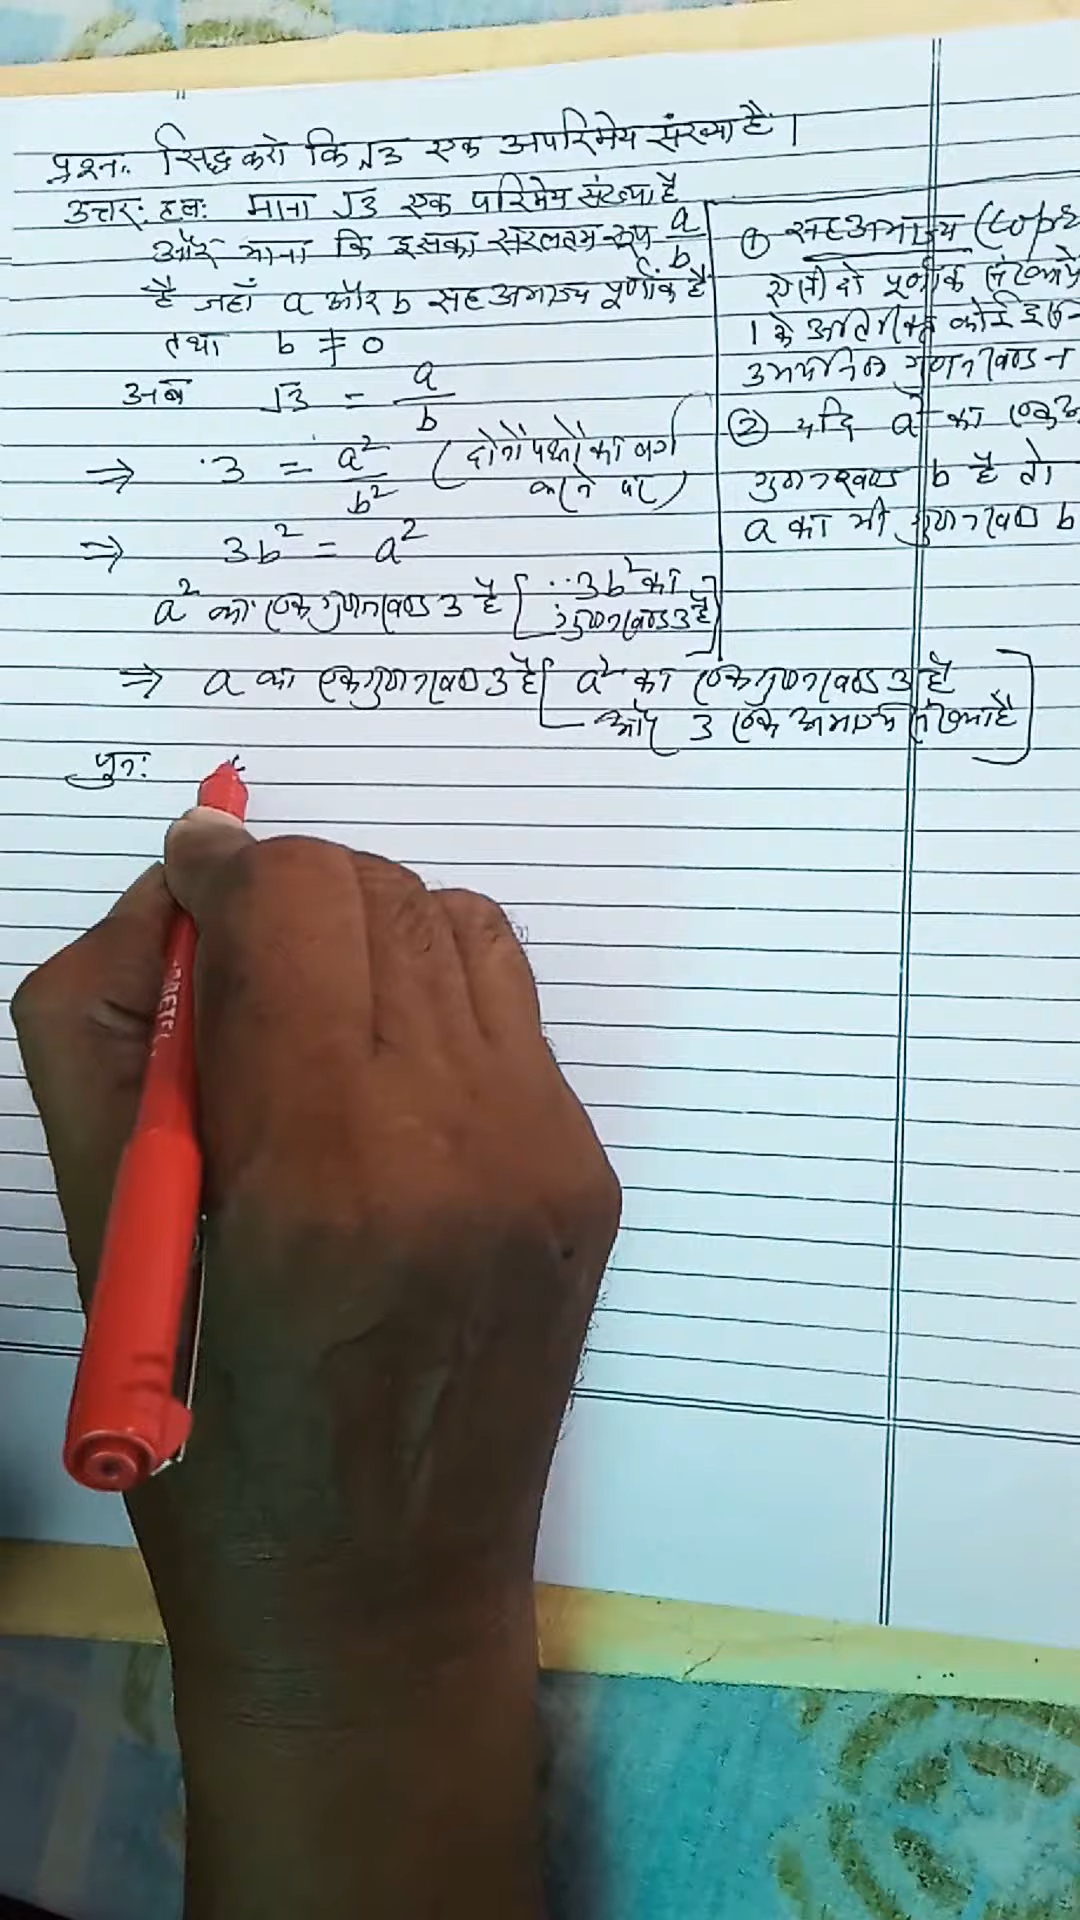 प्रश्न: सिद्ध करो कि √3 एक अपरिमेय संख्या है।
उत्तर: हल: माना √3 एक परिमेय संख्या है
और माना कि इसका सरलतम रूप a/b
है जहाँ a और b सह अभाज्य पूर्णांक है
तथा b ≠ 0
अब √3 = a/b
⇒ 3 = a²/b² (दोनों पक्षों का वर्ग
करने पर)
⇒ 3b² = a²
a² का एक गुणनखण्ड 3 है [∵ 3b² का
गुणनखण्ड 3 है]
⇒ a का एक गुणनखण्ड 3 है [a² का एक गुणनखण्ड 3 है
और 3 एक अभाज्य संख्या है]
पुन:
① सह अभाज्य
ऐसी दो पूर्णांक
1 के अतिरिक्त कोई
गुणनखण्ड न
② यदि a² का एक
गुणनखण्ड b है तो
a का भी गुणनखण्ड b